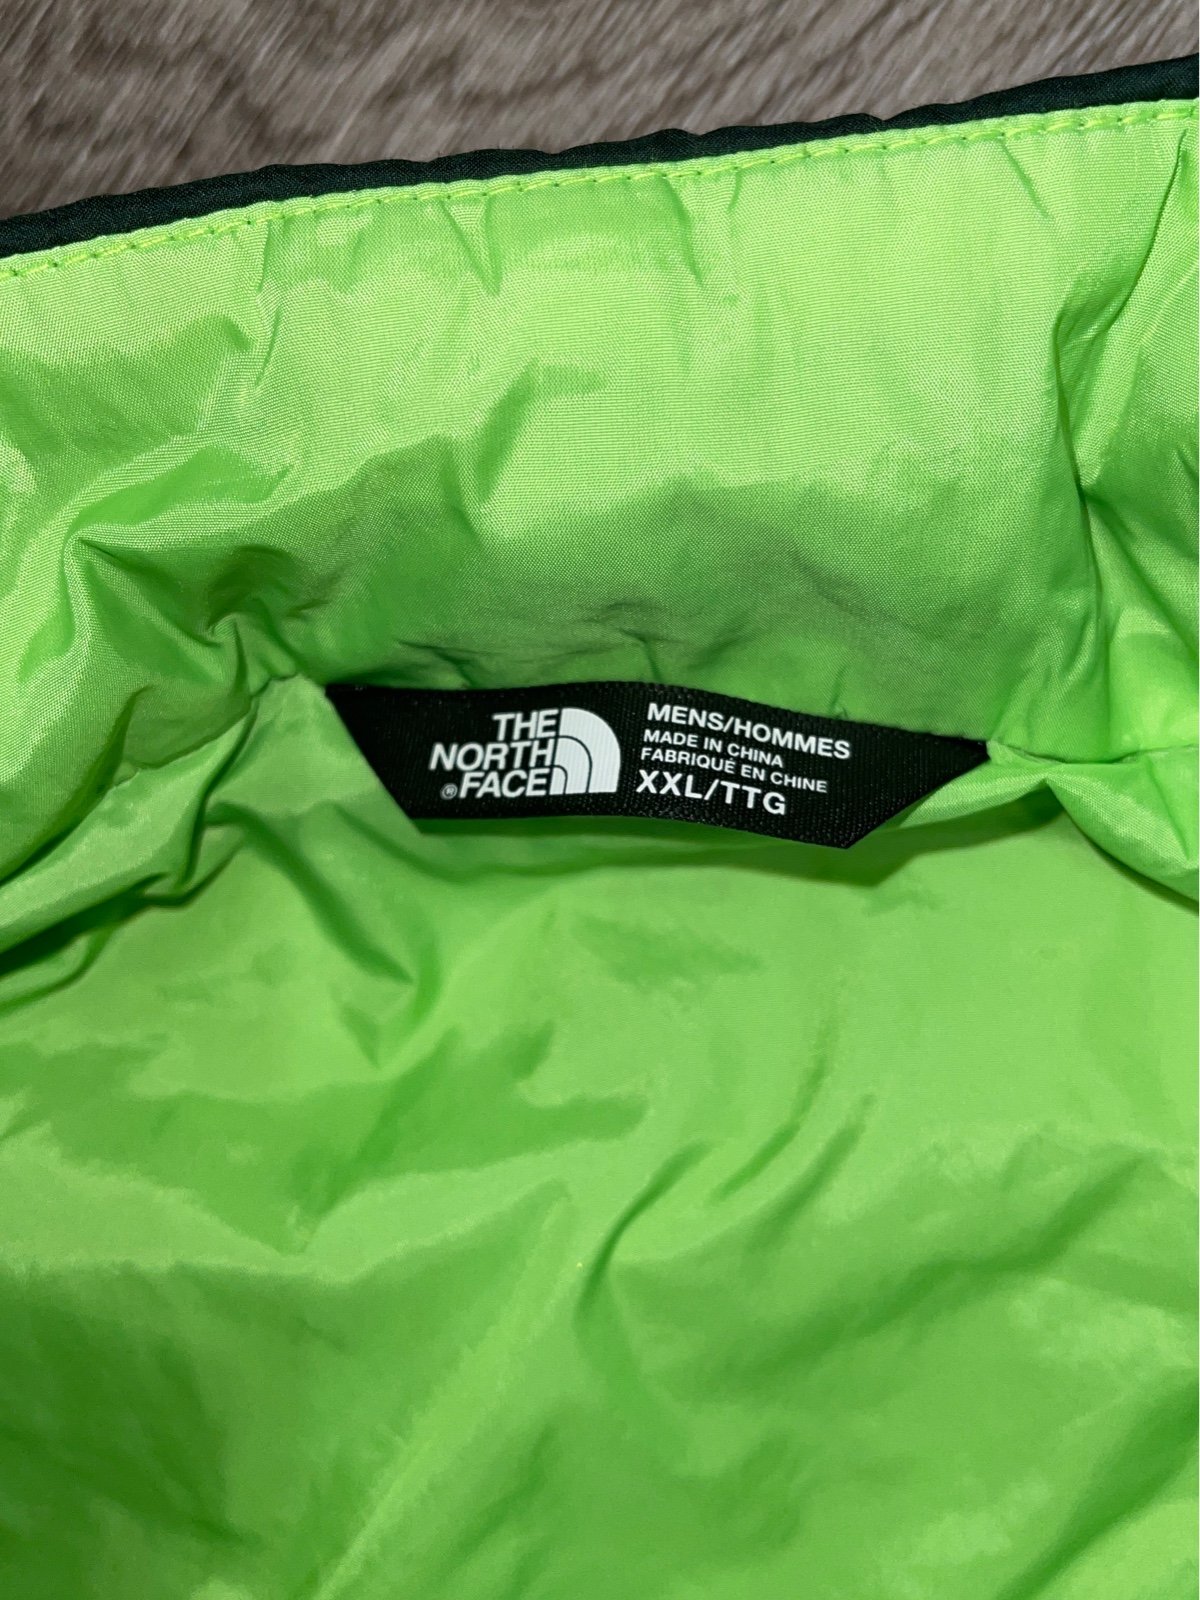 THE
NORTH
®FACE
MENS/HOMMES
MADE IN CHINA
FABRIQUÉ EN CHINE
XXL/TTG